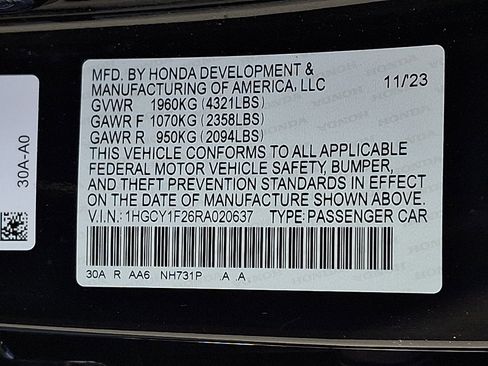 MFD. BY HONDA DEVELOPMENT &
MANUFACTURING OF AMERICA, LLC 11/23
GVWR 1960KG (4321LBS)
GAWR F 1070KG (2358LBS)
GAWR R 950KG (2094LBS)
THIS VEHICLE CONFORMS TO ALL APPLICABLE
FEDERAL MOTOR VEHICLE SAFETY, BUMPER,
AND THEFT PREVENTION STANDARDS IN EFFECT
ON THE DATE OF MANUFACTURE SHOWN ABOVE.
V.I.N.: 1HGCY1F26RA020637 TYPE: PASSENGER CAR
30A R AA6 NH731P .A .A
30A-A0